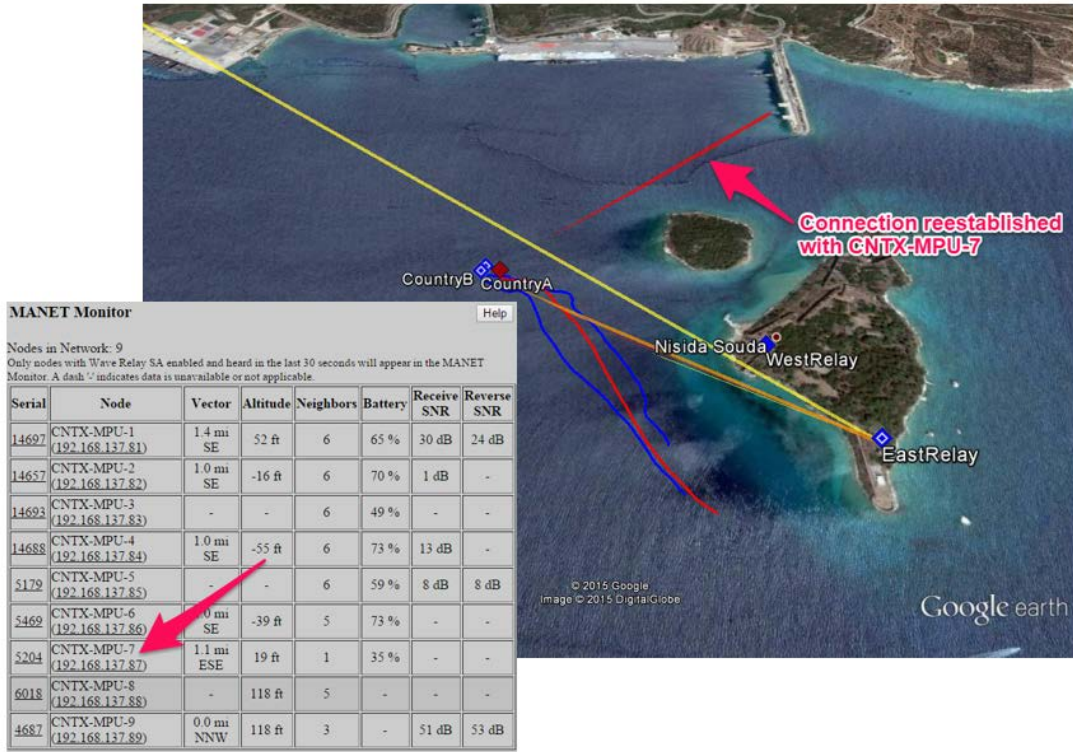 Connection reestablished
with CNTX-MPU-7
CountryB CountryA
Nisida Souda
WestRelay
EastRelay
© 2015 Google
Image © 2015 DigitalGlobe
Google earth
MANET Monitor
Help
Nodes in Network: 9
Only nodes with Wave Relay SA enabled and heard in the last 30 seconds will appear in the MANET
Monitor. A dash '-' indicates data is unavailable or not applicable.
Serial Node Vector Altitude Neighbors Battery Receive SNR Reverse SNR
14697 CNTX-MPU-1 (192.168.137.81) 1.4 mi SE 52 ft 6 65 % 30 dB 24 dB
14657 CNTX-MPU-2 (192.168.137.82) 1.0 mi SE -16 ft 6 70 % 1 dB -
14693 CNTX-MPU-3 (192.168.137.83) - - 6 49 % - -
14688 CNTX-MPU-4 (192.168.137.84) 1.0 mi SE -55 ft 6 73 % 13 dB -
5179 CNTX-MPU-5 (192.168.137.85) - - 6 59 % 8 dB 8 dB
5469 CNTX-MPU-6 (192.168.137.86) mi SE -39 ft 5 73 % - -
5204 CNTX-MPU-7 (192.168.137.87) 1.1 mi ESE 19 ft 1 35 % - -
6018 CNTX-MPU-8 (192.168.137.88) - 118 ft 5 - - -
4687 CNTX-MPU-9 (192.168.137.89) 0.0 mi NNW 118 ft 3 - 51 dB 53 dB